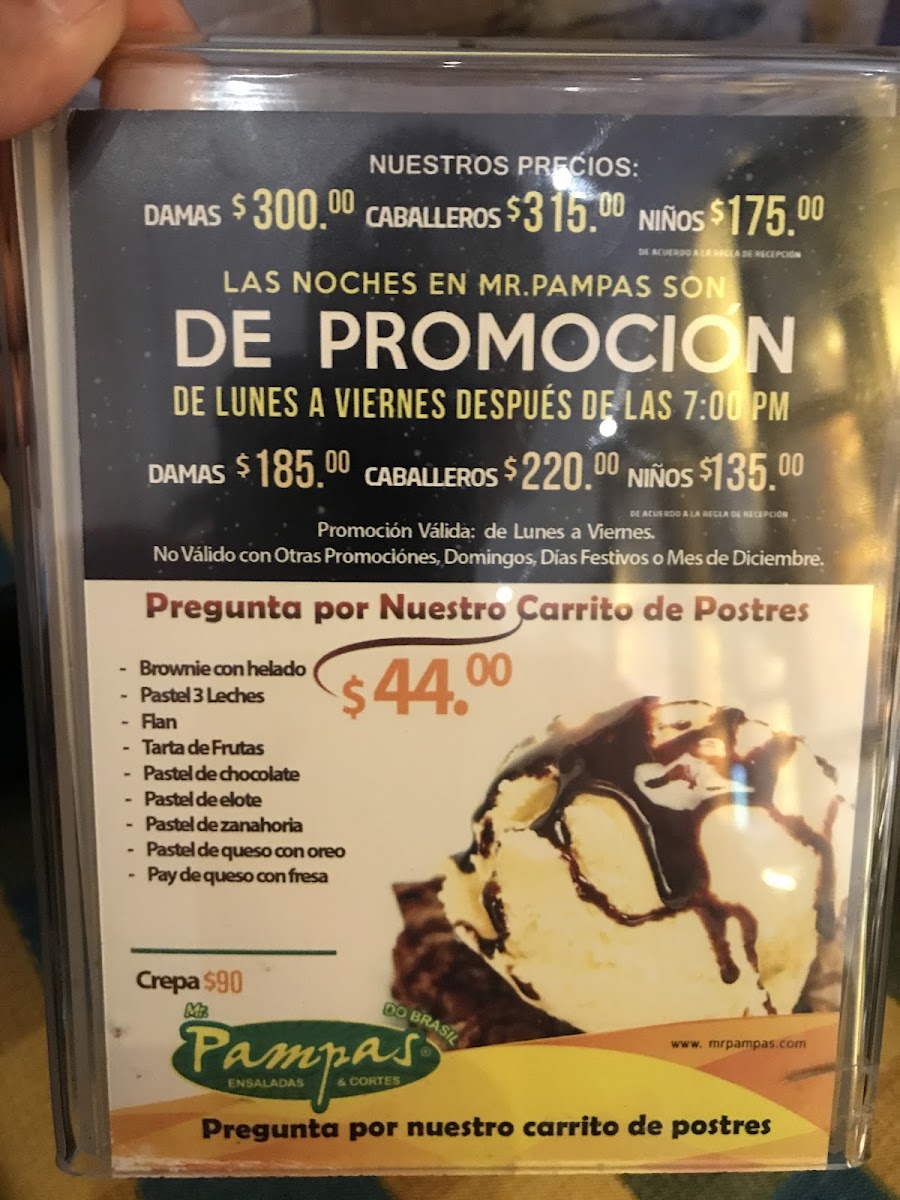 NUESTROS PRECIOS:
DAMAS $300.00 CABALLEROS $315.00 NIÑOS $175.00
DE ACUERDO A LA REGLA DE RECEPCIÓN
LAS NOCHES EN MR.PAMPAS SON
DE PROMOCIÓN
DE LUNES A VIERNES DESPUÉS DE LAS 7:00 PM
DAMAS $185.00 CABALLEROS $220.00 NIÑOS $135.00
DE ACUERDO A LA REGLA DE RECEPCIÓN
Promoción Válida: de Lunes a Viernes.
No Válido con Otras Promociónes, Domingos, Días Festivos o Mes de Diciembre.
Pregunta por Nuestro Carrito de Postres
$44.00
- Brownie con helado
- Pastel 3 Leches
- Flan
- Tarta de Frutas
- Pastel de chocolate
- Pastel de elote
- Pastel de zanahoria
- Pastel de queso con oreo
- Pay de queso con fresa
Crepa $90
Mr. Pampas® DO BRASIL
ENSALADAS & CORTES
www. mrpampas.com
Pregunta por nuestro carrito de postres